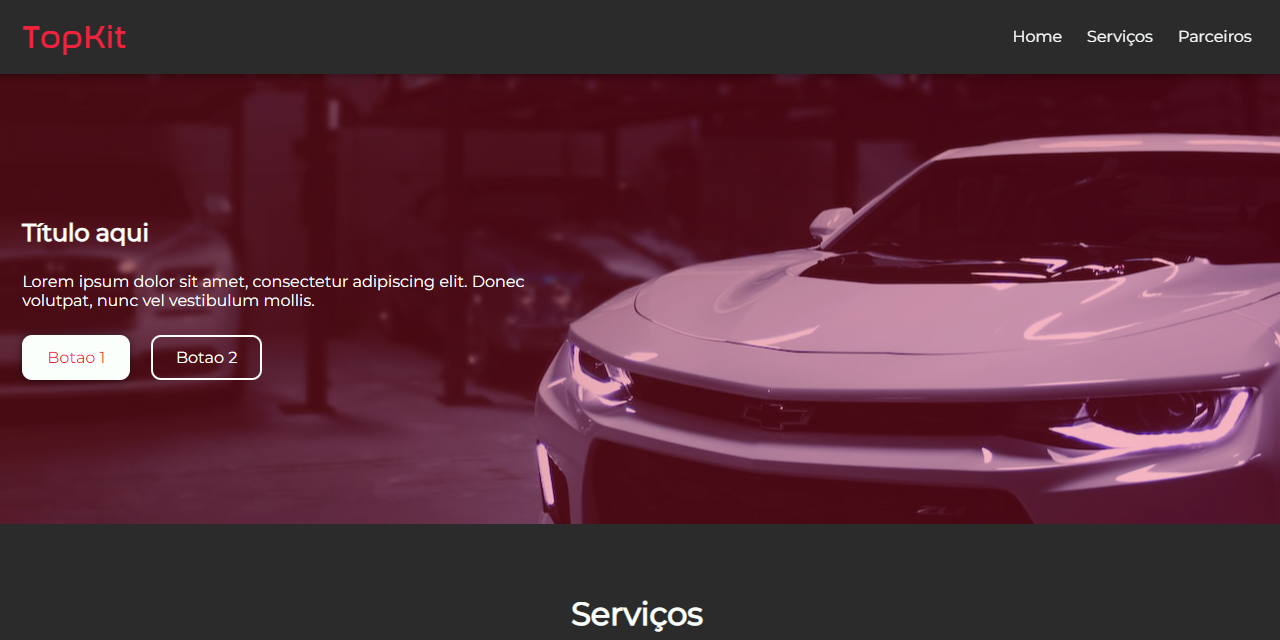 TopKit
Home Serviços Parceiros
Título aqui
Lorem ipsum dolor sit amet, consectetur adipiscing elit. Donec
volutpat, nunc vel vestibulum mollis.
Botao 1 Botao 2
Serviços